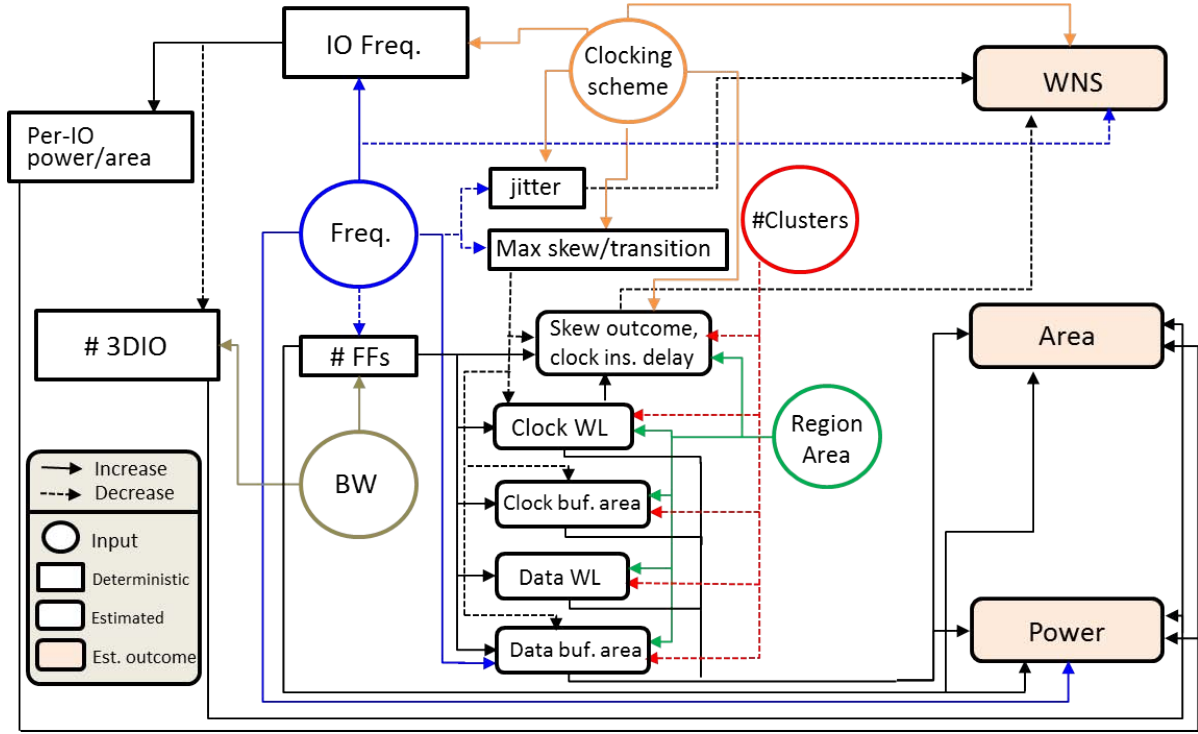 IO Freq.
Clocking
scheme
WNS
Per-IO
power/area
jitter
#Clusters
Freq.
Max skew/transition
# 3DIO
# FFs
Skew outcome,
clock ins. delay
Area
Clock WL
Region
Area
BW
Clock buf. area
Data WL
Data buf. area
Power
Increase
Decrease
Input
Deterministic
Estimated
Est. outcome